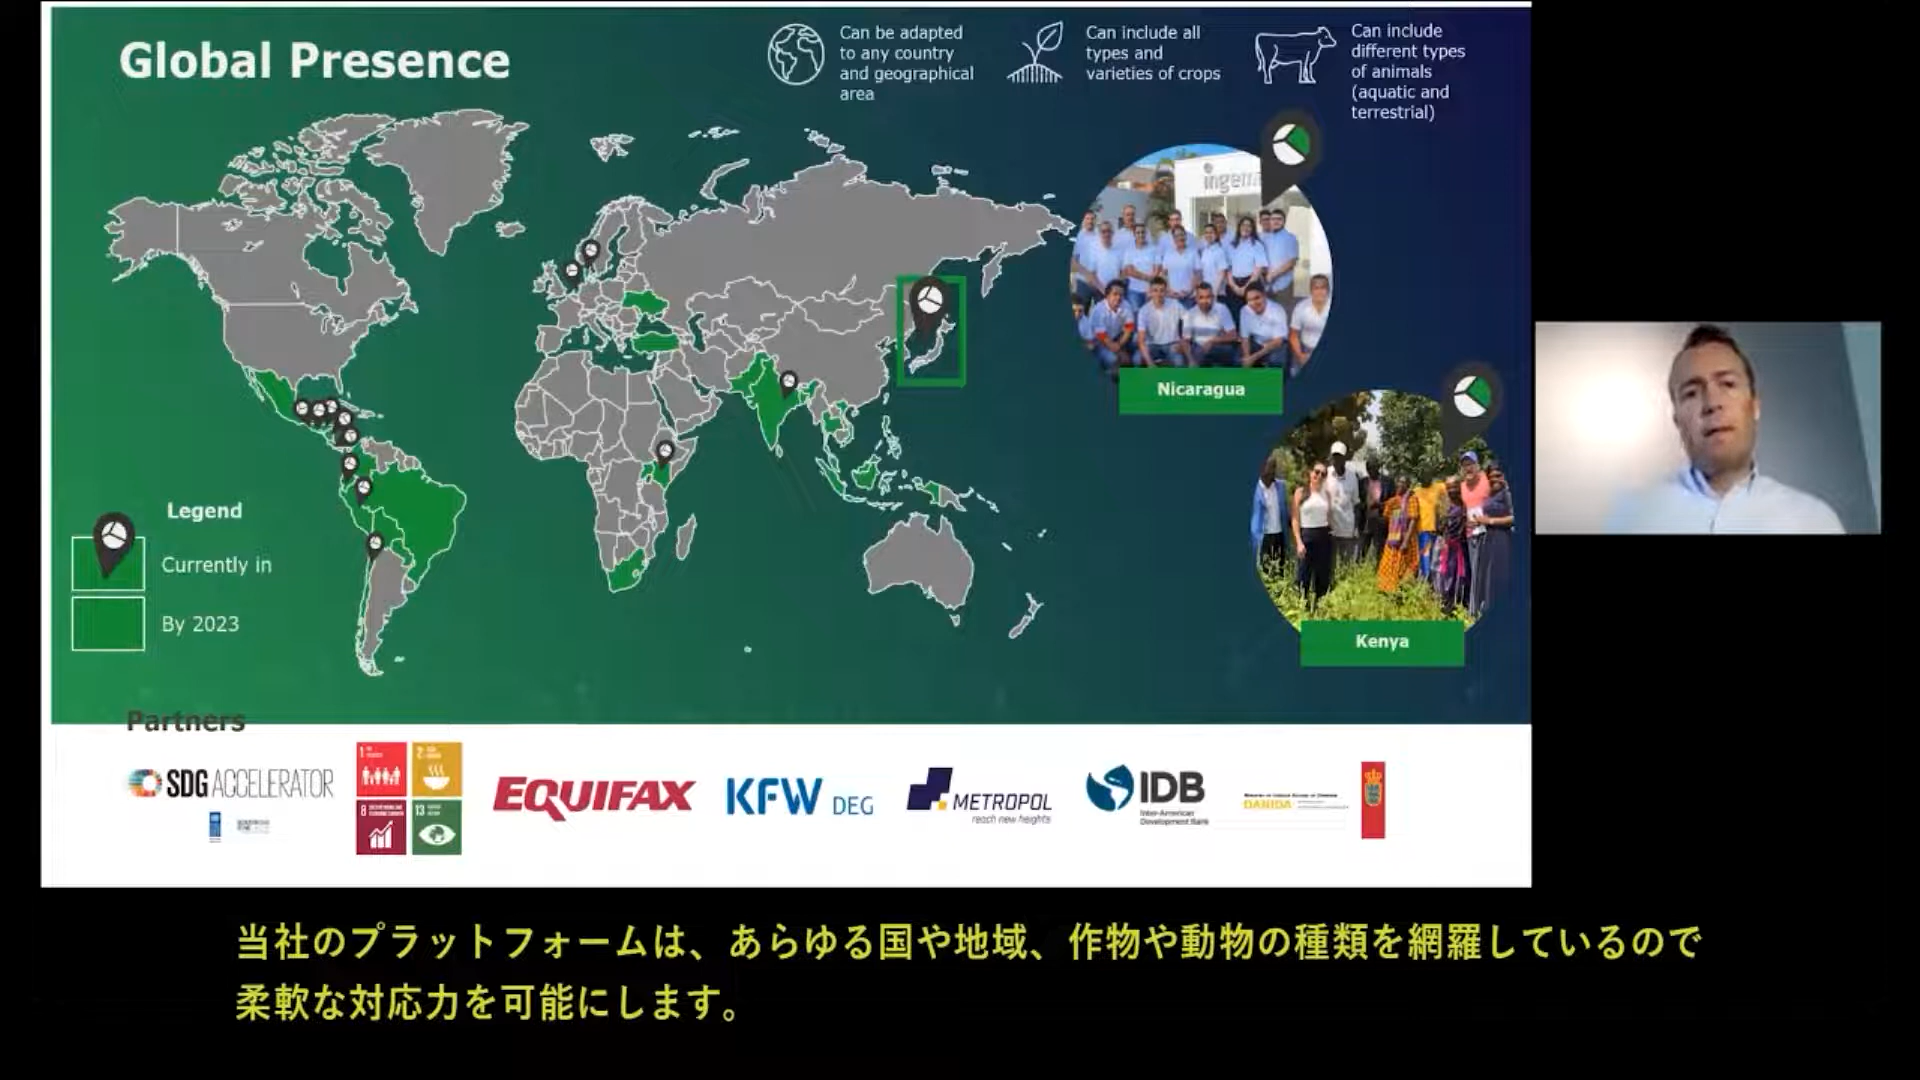 Global Presence
Can be adapted
to any country
and geographical
area
Can include all
types and
varieties of crops
Can include
different types
of animals
(aquatic and
terrestrial)
ingem
Nicaragua
Kenya
Legend
Currently in
By 2023
Partners
SDG ACCELERATOR
1
2
8
13
EQUIFAX
KFW DEG
METROPOL
reach new heights
IDB
Inter-American
Development Bank
DANIDA
当社のプラットフォームは、あらゆる国や地域、作物や動物の種類を網羅しているので
柔軟な対応力を可能にします。